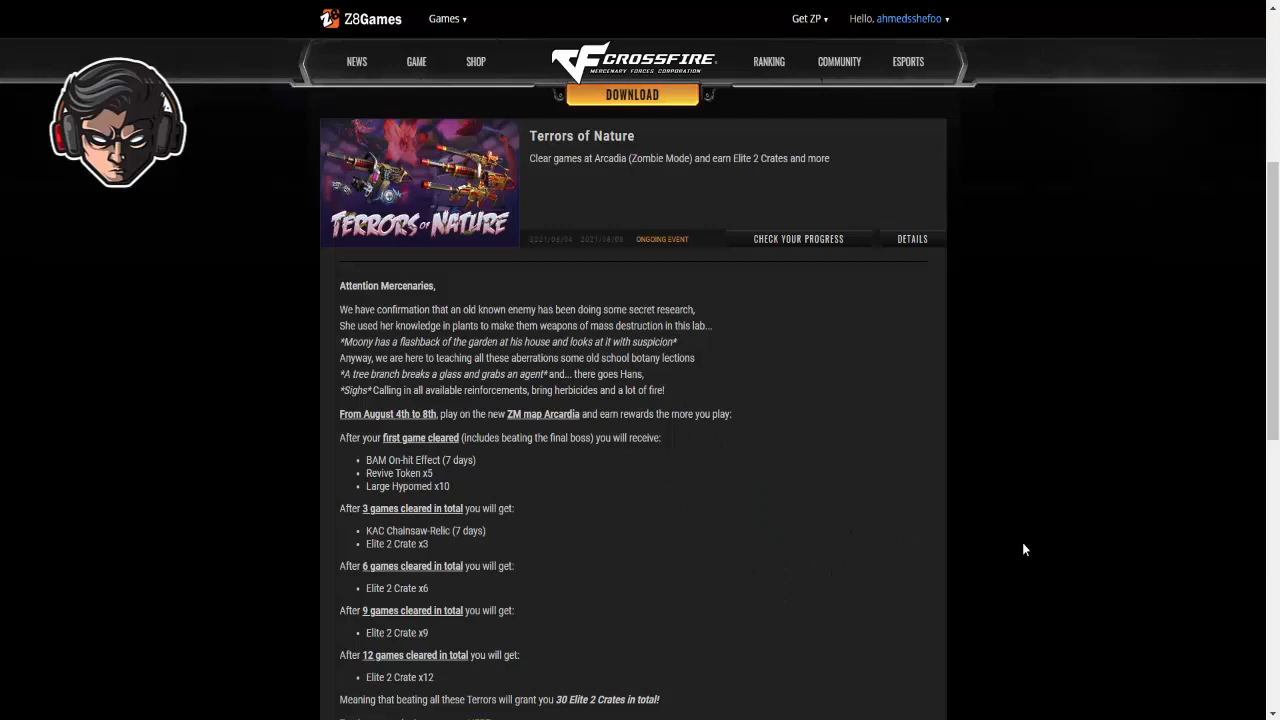 Z8Games
Games ▾
Get ZP ▾
Hello, ahmedsshefoo ▾
NEWS
GAME
SHOP
CROSSFIRE
MERCENARY FORCES CORPORATION
RANKING
COMMUNITY
ESPORTS
DOWNLOAD
TERRORS OF NATURE
Terrors of Nature
Clear games at Arcadia (Zombie Mode) and earn Elite 2 Crates and more
ONGOING EVENT
CHECK YOUR PROGRESS
DETAILS
Attention Mercenaries,
We have confirmation that an old known enemy has been doing some secret research,
She used her knowledge in plants to make them weapons of mass destruction in this lab...
*Moony has a flashback of the garden at his house and looks at it with suspicion*
Anyway, we are here to teaching all these aberrations some old school botany lections
*A tree branch breaks a glass and grabs an agent* and... there goes Hans,
*Sighs* Calling in all available reinforcements, bring herbicides and a lot of fire!
From August 4th to 8th, play on the new ZM map Arcardia and earn rewards the more you play:
After your first game cleared (includes beating the final boss) you will receive:
• BAM On-hit Effect (7 days)
• Revive Token x5
• Large Hypomed x10
After 3 games cleared in total you will get:
• KAC Chainsaw-Relic (7 days)
• Elite 2 Crate x3
After 6 games cleared in total you will get:
• Elite 2 Crate x6
After 9 games cleared in total you will get:
• Elite 2 Crate x9
After 12 games cleared in total you will get:
• Elite 2 Crate x12
Meaning that beating all these Terrors will grant you 30 Elite 2 Crates in total!